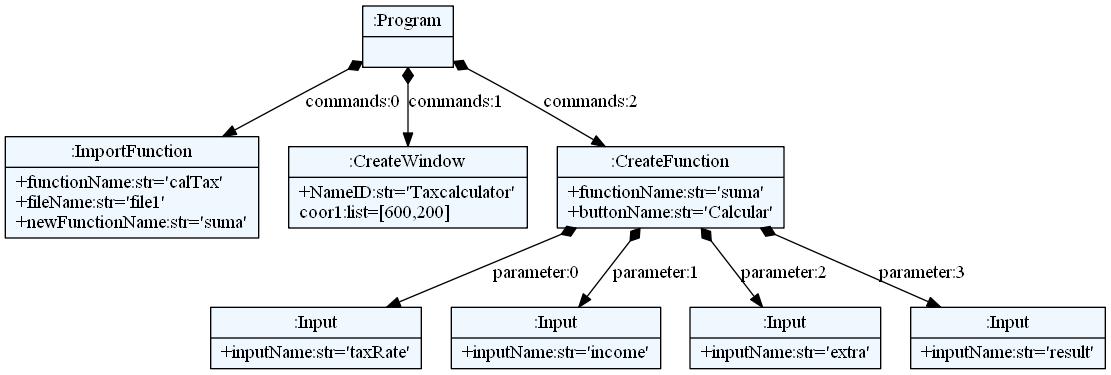 :Program
commands:0
commands:1
commands:2
:ImportFunction
+functionName:str='calTax'
+fileName:str='file1'
+newFunctionName:str='suma'
:CreateWindow
+NameID:str='Taxcalculator'
coor1:list=[600,200]
:CreateFunction
+functionName:str='suma'
+buttonName:str='Calcular'
parameter:0
parameter:1
parameter:2
parameter:3
:Input
+inputName:str='taxRate'
:Input
+inputName:str='income'
:Input
+inputName:str='extra'
:Input
+inputName:str='result'